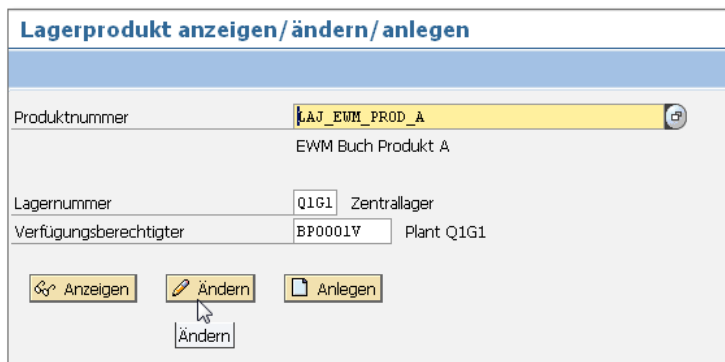 Lagerprodukt anzeigen/ändern/anlegen
Produktnummer LAJ_EWM_PROD_A
EWM Buch Produkt A
Lagernummer Q1G1 Zentrallager
Verfügungsberechtigter BP0001V Plant Q1G1
Anzeigen Ändern Anlegen
Ändern